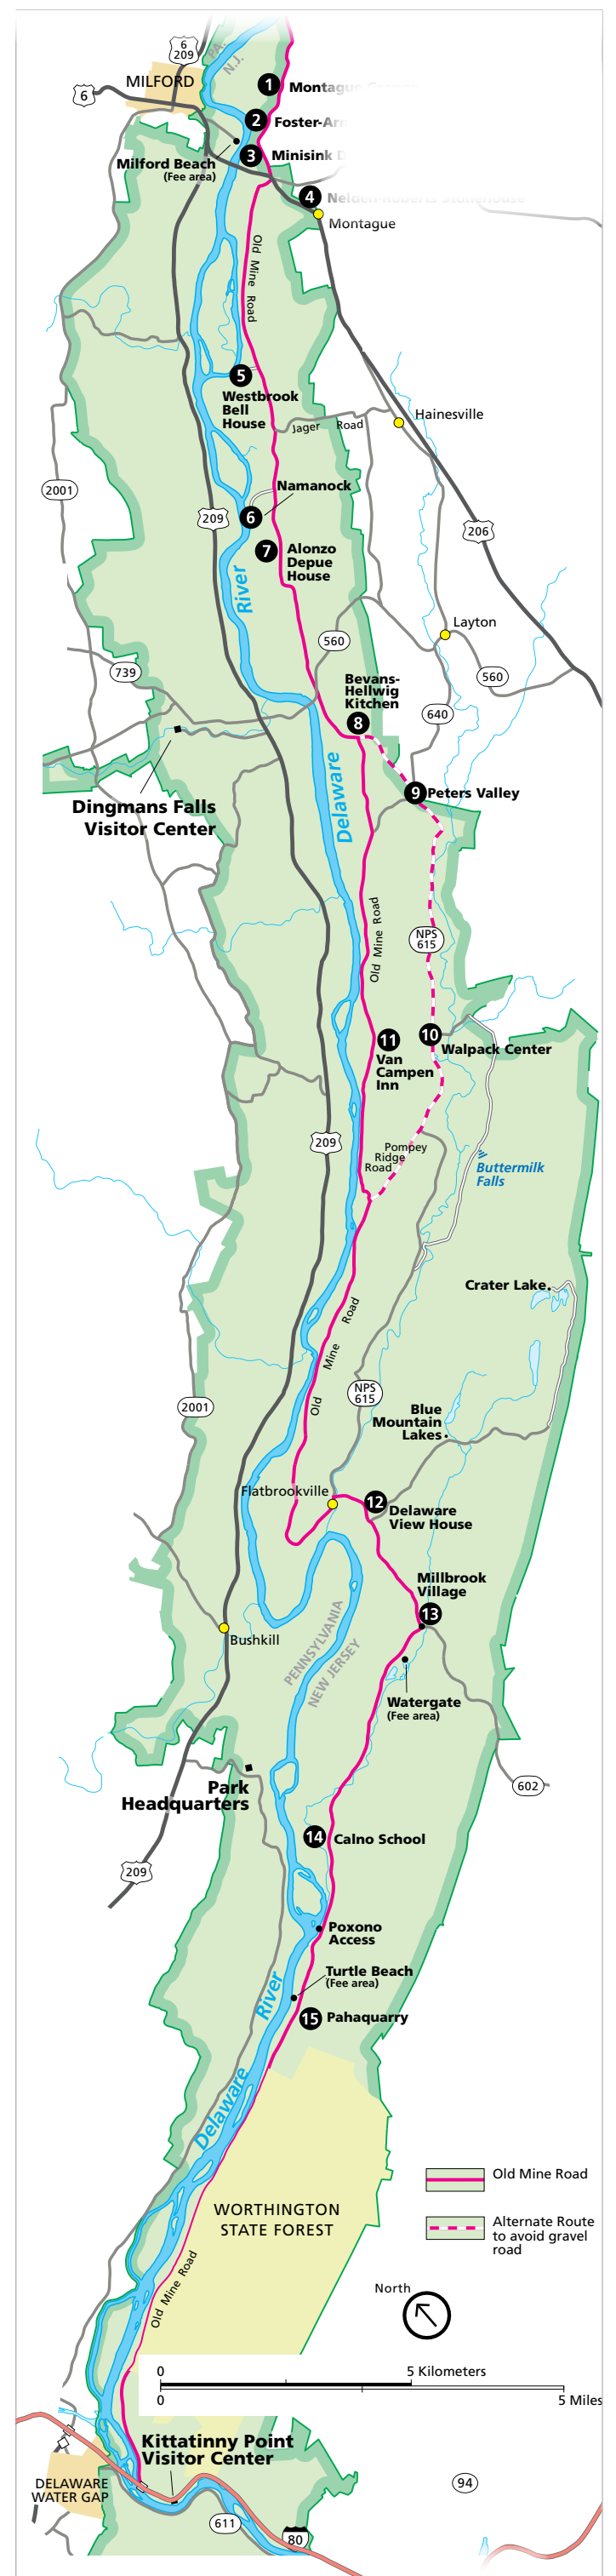 6
209
PA.
N.J.
MILFORD
6
1 Montague
2 Foster-Arm
3 Minisink D
Milford Beach
(Fee area)
4 Neiden-Roberts Stonehouse
Montague
Old Mine Road
5
Westbrook
Bell
House
Hainesville
Jager Road
Namanock
2001
209
6
206
7 Alonzo
Depue
House
River
Layton
560
739
560
Bevans-
Hellwig
Kitchen
640
8
Delaware
9 Peters Valley
Dingmans Falls
Visitor Center
Old Mine Road
NPS
615
11
10
Walpack Center
Van
Campen
Inn
209
Pompey
Ridge
Road
Buttermilk
Falls
Crater Lake
Old Mine Road
NPS
615
2001
Blue
Mountain
Lakes
Flatbrookville
12
Delaware
View House
Millbrook
Village
13
PENNSYLVANIA
NEW JERSEY
Bushkill
Watergate
(Fee area)
Park
Headquarters
602
14 Calno School
209
Poxono
Access
Turtle Beach
(Fee area)
River
15 Pahaquarry
Delaware
Old Mine Road
WORTHINGTON
STATE FOREST
Alternate Route
to avoid gravel
road
Old Mine Road
North
0 5 Kilometers
0 5 Miles
Kittatinny Point
Visitor Center
DELAWARE
WATER GAP
94
611
80